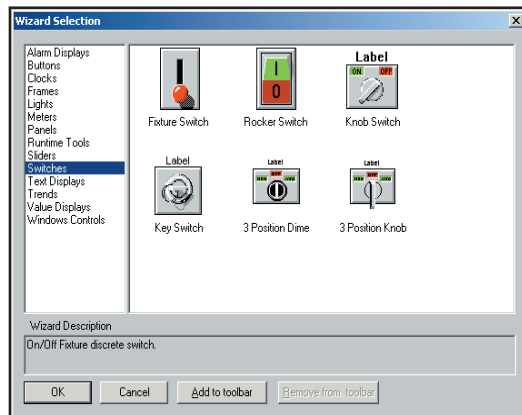 Wizard Selection
Alarm Displays
Buttons
Clocks
Frames
Lights
Meters
Panels
Runtime Tools
Sliders
Switches
Text Displays
Trends
Value Displays
Windows Controls
I
0
Label
ON OFF
Fixture Switch Rocker Switch Knob Switch
Label Label Label
OFF OFF
Key Switch 3 Position Dime 3 Position Knob
Wizard Description
On/Off Fixture discrete switch.
OK Cancel Add to toolbar Remove from toolbar